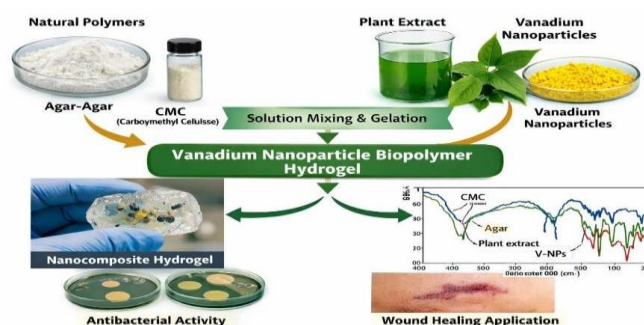 Natural Polymers
Agar-Agar
CMC
(Carboymethyl Celluisse)
Plant Extract
Vanadium
Nanoparticles
Vanadium
Nanoparticles
Solution Mixing & Gelation
Vanadium Nanoparticle Biopolymer
Hydrogel
Nanocomposite Hydrogel
CMC
Agar
Plant extract
V-NPs
Antibacterial Activity
Wound Healing Application